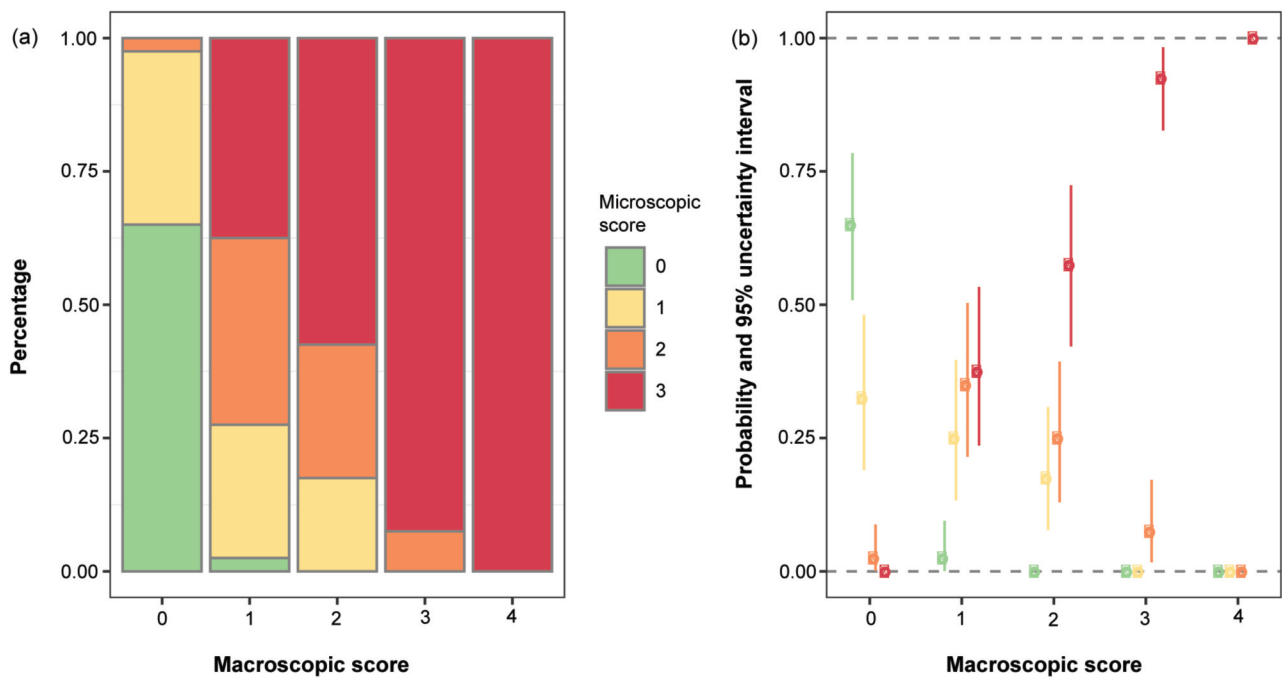 (a)
Percentage
1.00
0.75
0.50
0.25
0.00
0 1 2 3 4
Macroscopic score
Microscopic
score
0
1
2
3
(b)
Probability and 95% uncertainty interval
1.00
0.75
0.50
0.25
0.00
0 1 2 3 4
Macroscopic score